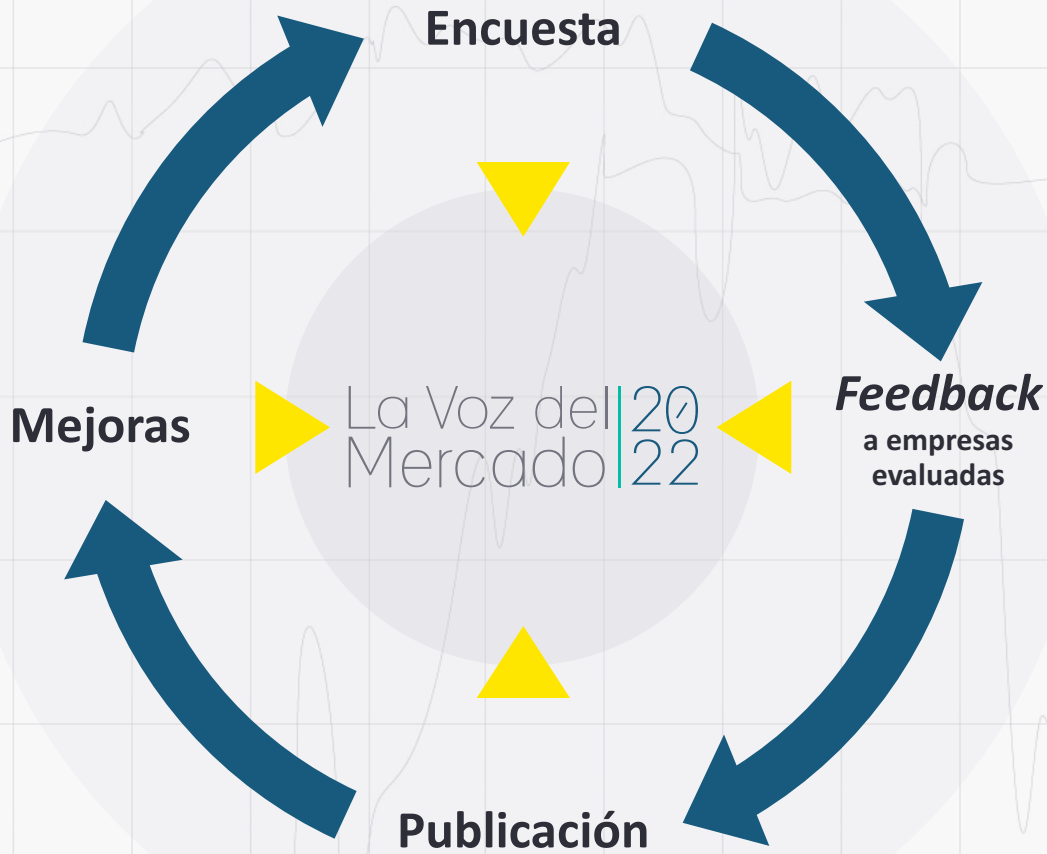 Encuesta
Feedback
a empresas
evaluadas
Mejoras
La Voz del 20
Mercado 22
Publicación